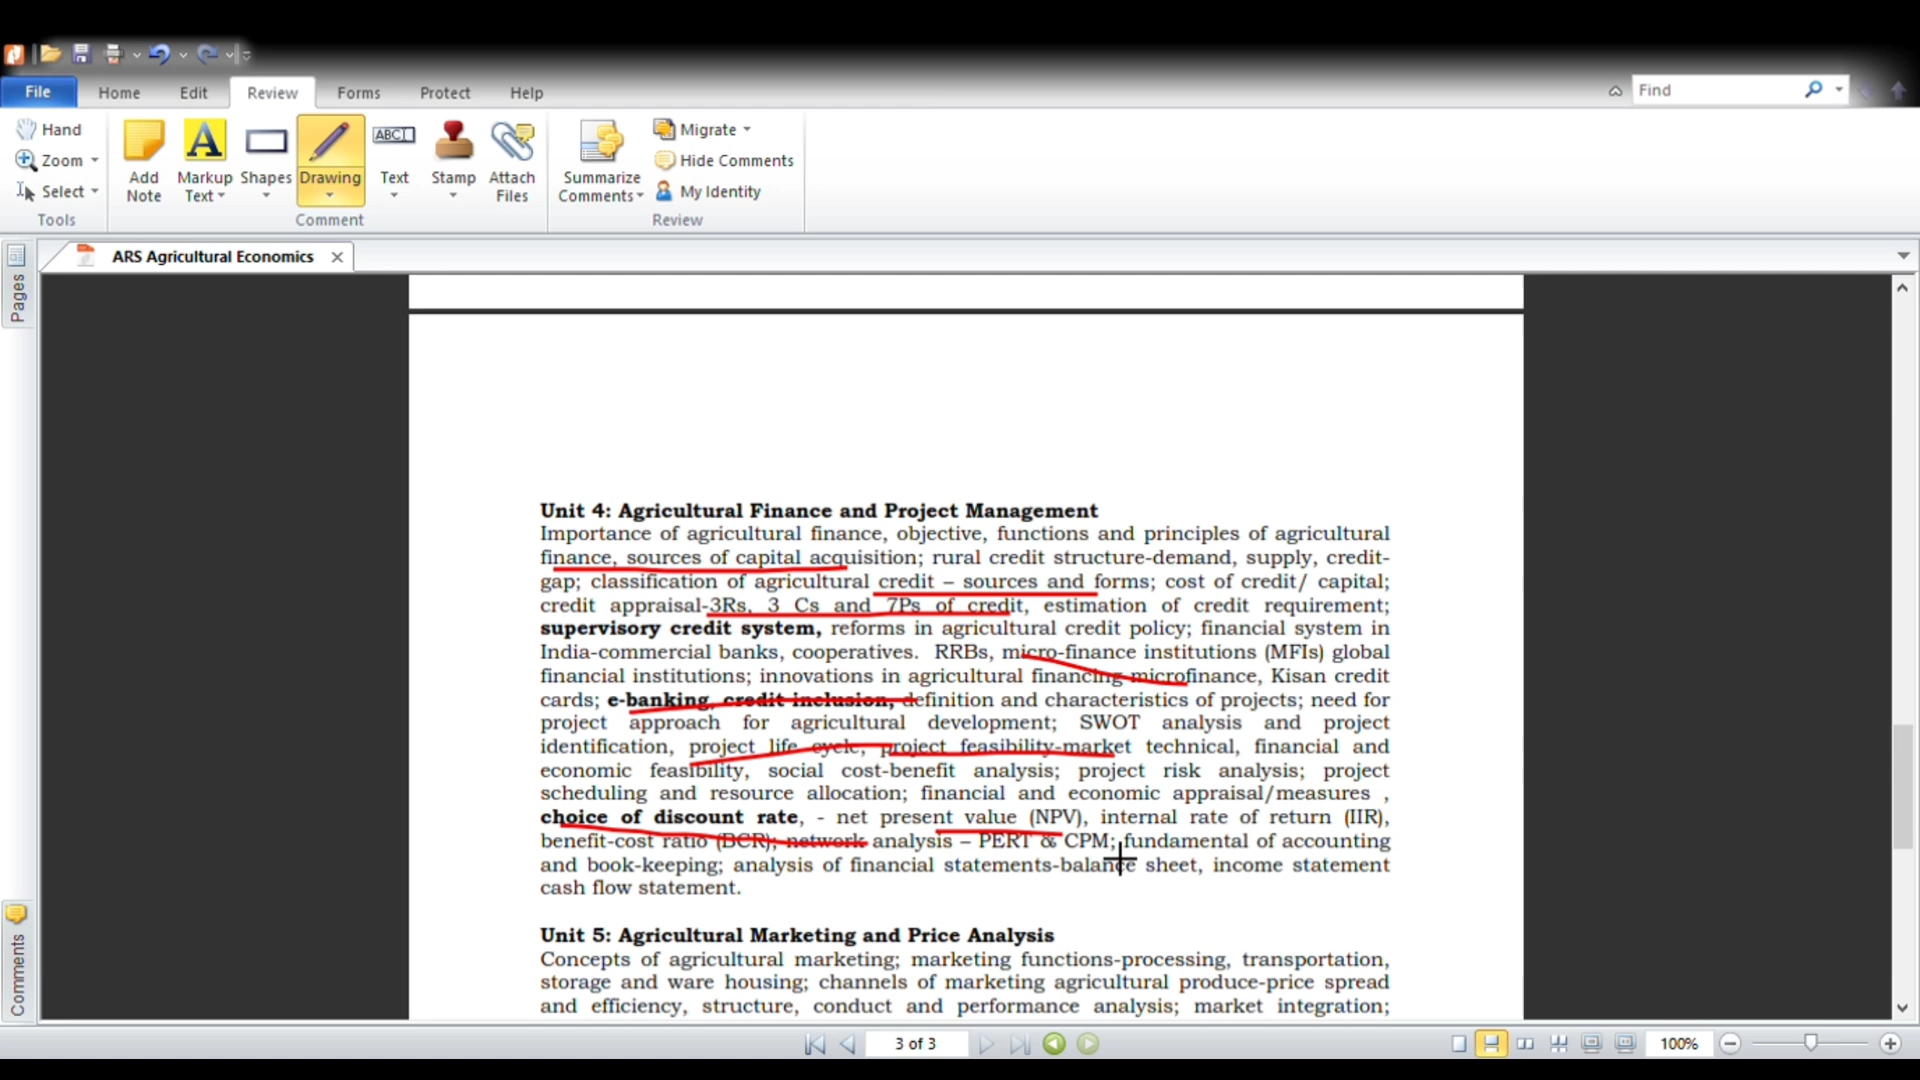 File Home Edit Review Forms Protect Help Find
Hand
Zoom
Select
Tools
Add Note
Markup Text
Shapes
Drawing
ABC
Text
Stamp
Attach Files
Comment
Summarize Comments
Migrate
Hide Comments
My Identity
Review
Pages
ARS Agricultural Economics
Unit 4: Agricultural Finance and Project Management
Importance of agricultural finance, objective, functions and principles of agricultural
finance, sources of capital acquisition; rural credit structure-demand, supply, credit-
gap; classification of agricultural credit – sources and forms; cost of credit/ capital;
credit appraisal-3Rs, 3 Cs and 7Ps of credit, estimation of credit requirement;
supervisory credit system, reforms in agricultural credit policy; financial system in
India-commercial banks, cooperatives. RRBs, micro-finance institutions (MFIs) global
financial institutions; innovations in agricultural financing microfinance, Kisan credit
cards; e-banking, credit inclusion, definition and characteristics of projects; need for
project approach for agricultural development; SWOT analysis and project
identification, project life cycle, project feasibility-market technical, financial and
economic feasibility, social cost-benefit analysis; project risk analysis; project
scheduling and resource allocation; financial and economic appraisal/measures ,
choice of discount rate, - net present value (NPV), internal rate of return (IIR),
benefit-cost ratio (BCR); network analysis – PERT & CPM; fundamental of accounting
and book-keeping; analysis of financial statements-balance sheet, income statement
cash flow statement.
Unit 5: Agricultural Marketing and Price Analysis
Concepts of agricultural marketing; marketing functions-processing, transportation,
storage and ware housing; channels of marketing agricultural produce-price spread
and efficiency, structure, conduct and performance analysis; market integration;
Comments
3 of 3
100%